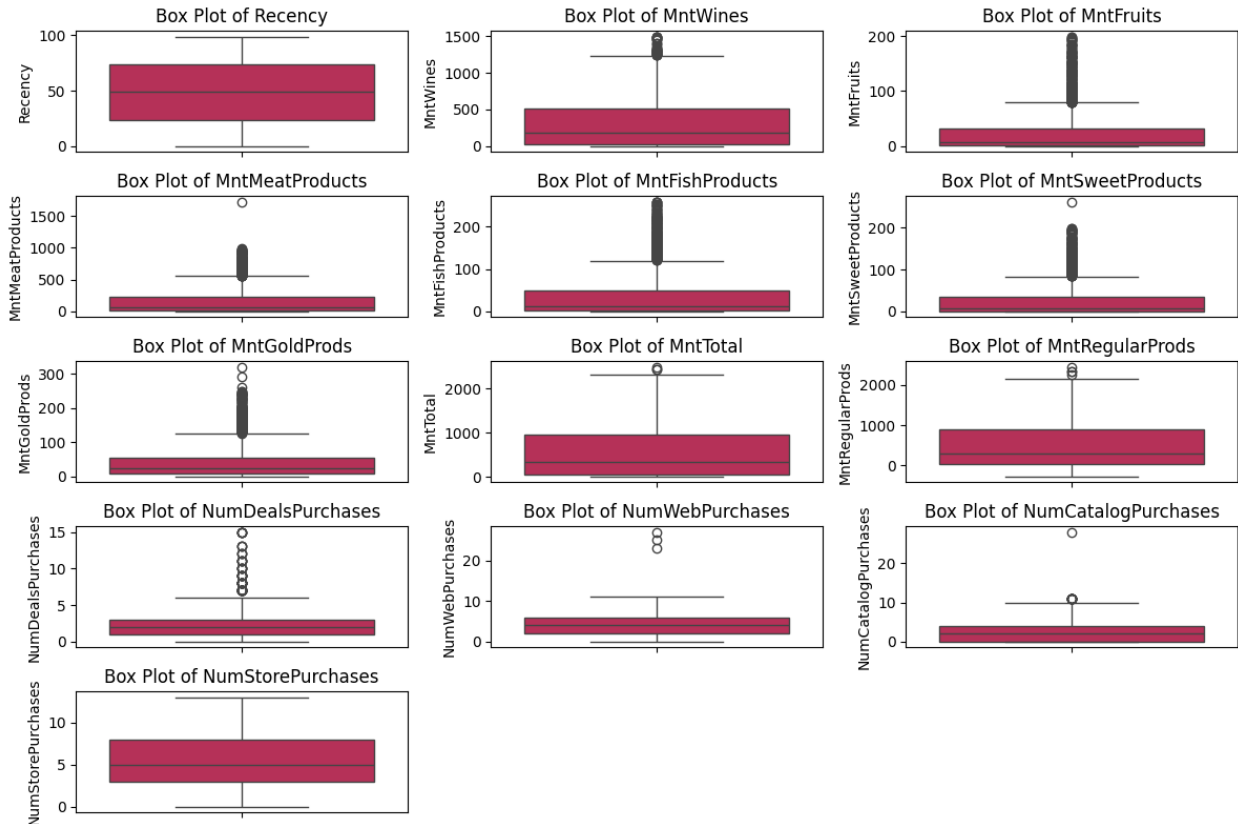 Box Plot of Recency
100
50
0
Recency
Box Plot of MntWines
1500
1000
500
0
MntWines
Box Plot of MntFruits
200
100
0
MntFruits
Box Plot of MntMeatProducts
1500
1000
500
0
MntMeatProducts
Box Plot of MntFishProducts
200
100
0
MntFishProducts
Box Plot of MntSweetProducts
200
100
0
MntSweetProducts
Box Plot of MntGoldProds
300
200
100
0
MntGoldProds
Box Plot of MntTotal
2000
1000
0
MntTotal
Box Plot of MntRegularProds
2000
1000
0
MntRegularProds
Box Plot of NumDealsPurchases
15
10
5
0
NumDealsPurchases
Box Plot of NumWebPurchases
20
10
0
NumWebPurchases
Box Plot of NumCatalogPurchases
20
10
0
NumCatalogPurchases
Box Plot of NumStorePurchases
10
5
0
NumStorePurchases